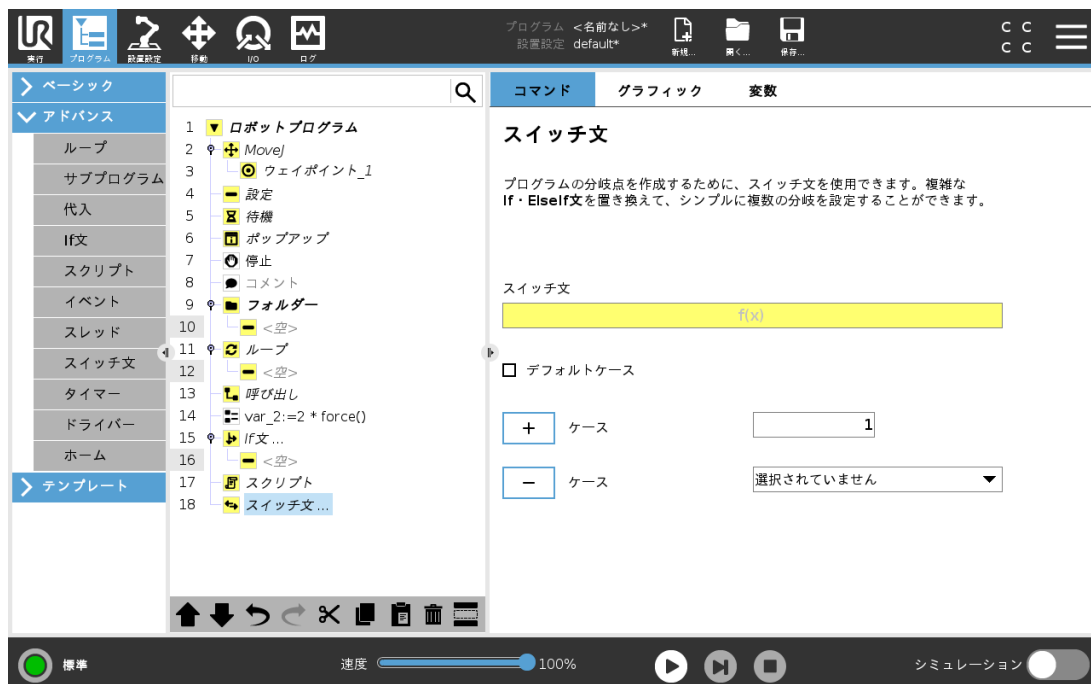 プログラム <名前なし>*
設置設定 default*
実行 プログラム 設置設定 移動 I/O ログ
新規... 開く... 保存...
C C
C C
ベーシック
アドバンス
ループ
サブプログラム
代入
If文
スクリプト
イベント
スレッド
スイッチ文
タイマー
ドライバー
ホーム
テンプレート
1 ロボットプログラム
2 MoveJ
3 ウェイポイント_1
4 設定
5 待機
6 ポップアップ
7 停止
8 コメント
9 フォルダー
10 <空>
11 ループ
12 <空>
13 呼び出し
14 var_2:=2 * force()
15 If文 ...
16 <空>
17 スクリプト
18 スイッチ文 ...
コマンド グラフィック 変数
スイッチ文
プログラムの分岐点を作成するために、スイッチ文を使用できます。複雑な
If・ElseIf文を置き換えて、シンプルに複数の分岐を設定することができます。
スイッチ文
f(x)
デフォルトケース
+ ケース 1
− ケース 選択されていません
標準 速度 100% シミュレーション